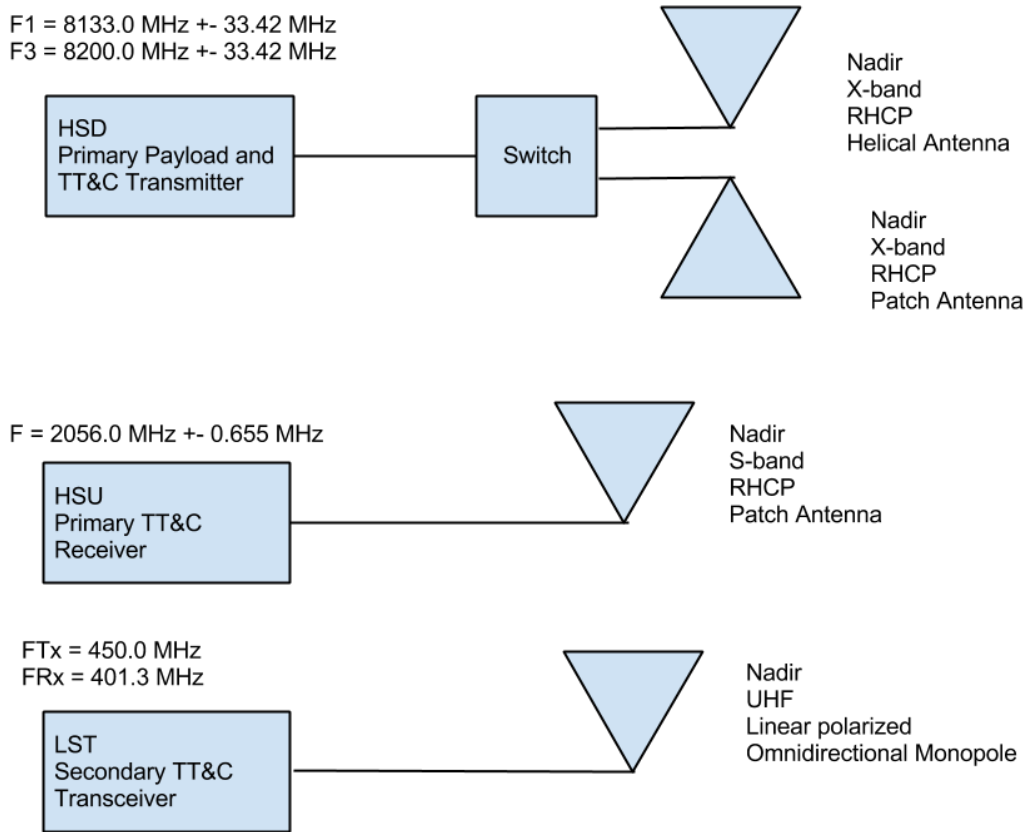 F1 = 8133.0 MHz +- 33.42 MHz
F3 = 8200.0 MHz +- 33.42 MHz
HSD
Primary Payload and
TT&C Transmitter
Switch
Nadir
X-band
RHCP
Helical Antenna
Nadir
X-band
RHCP
Patch Antenna
F = 2056.0 MHz +- 0.655 MHz
HSU
Primary TT&C
Receiver
Nadir
S-band
RHCP
Patch Antenna
FTx = 450.0 MHz
FRx = 401.3 MHz
LST
Secondary TT&C
Transceiver
Nadir
UHF
Linear polarized
Omnidirectional Monopole